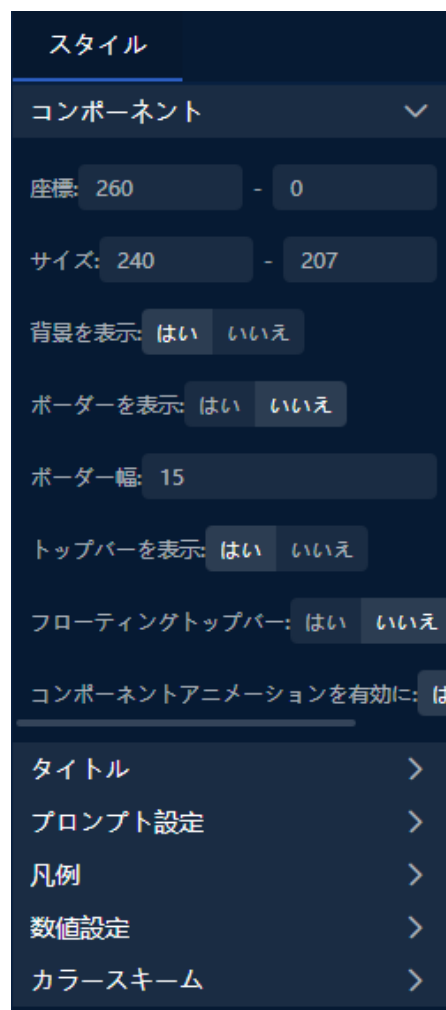 スタイル
コンポーネント
座標: 260 - 0
サイズ: 240 - 207
背景を表示: はい いいえ
ボーダーを表示: はい いいえ
ボーダー幅: 15
トップバーを表示: はい いいえ
フローティングトップバー: はい いいえ
コンポーネントアニメーションを有効に: は
タイトル
プロンプト設定
凡例
数値設定
カラースキーム